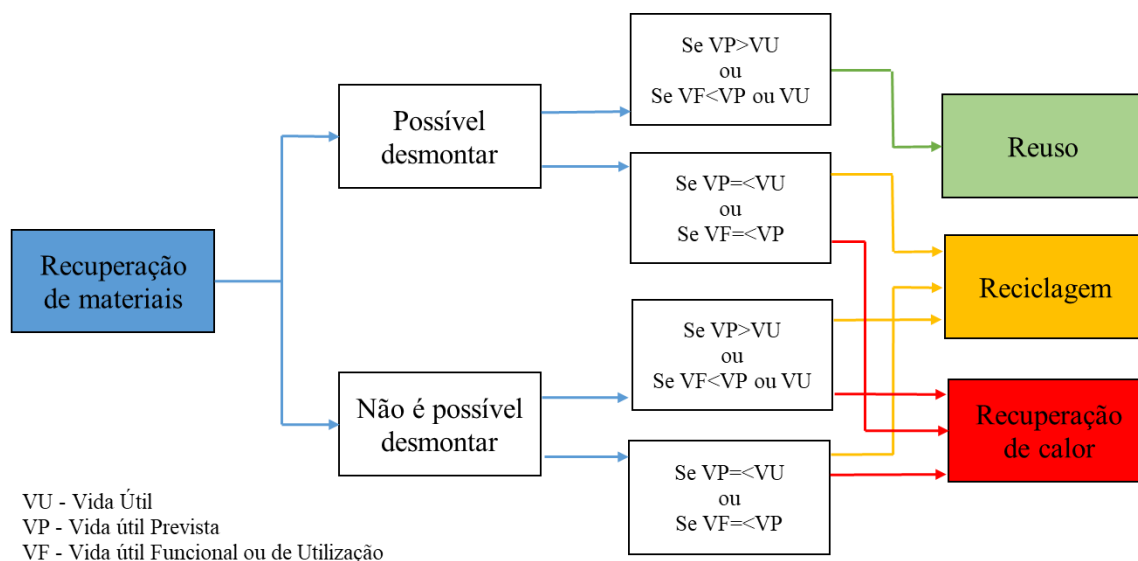 Recuperação
de materiais
Possível
desmontar
Não é possível
desmontar
Se VP>VU
ou
Se VF<VP ou VU
Se VP=<VU
ou
Se VF=<VP
Se VP>VU
ou
Se VF<VP ou VU
Se VP=<VU
ou
Se VF=<VP
Reuso
Reciclagem
Recuperação
de calor
VU - Vida Útil
VP - Vida útil Prevista
VF - Vida útil Funcional ou de Utilização